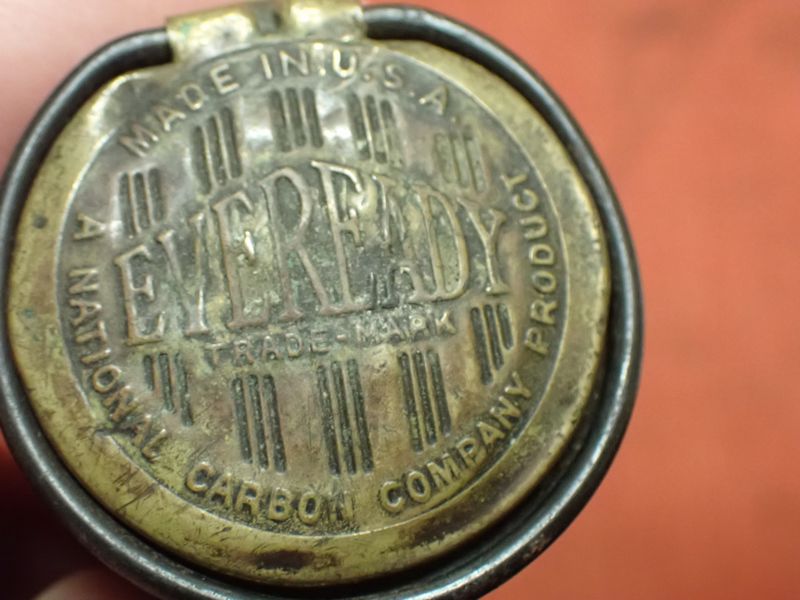 MADE IN U.S.A.
EVEREADY
TRADE-MARK
A NATIONAL CARBON COMPANY PRODUCT